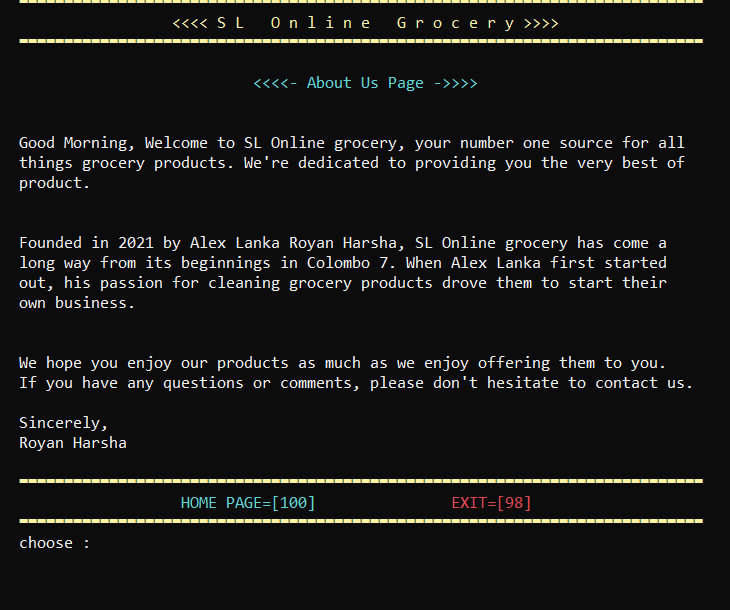 <<<< S L   O n l i n e   G r o c e r y >>>>
<<<<- About Us Page ->>>>
Good Morning, Welcome to SL Online grocery, your number one source for all
things grocery products. We're dedicated to providing you the very best of
product.
Founded in 2021 by Alex Lanka Royan Harsha, SL Online grocery has come a
long way from its beginnings in Colombo 7. When Alex Lanka first started
out, his passion for cleaning grocery products drove them to start their
own business.
We hope you enjoy our products as much as we enjoy offering them to you.
If you have any questions or comments, please don't hesitate to contact us.
Sincerely,
Royan Harsha
HOME PAGE=[100]               EXIT=[98]
choose :